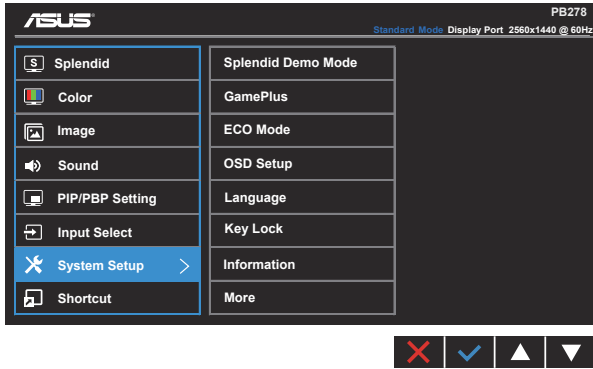 ASUS
PB278
Standard Mode Display Port 2560x1440 @ 60Hz
S Splendid
Color
Image
Sound
PIP/PBP Setting
Input Select
System Setup
Shortcut
Splendid Demo Mode
GamePlus
ECO Mode
OSD Setup
Language
Key Lock
Information
More